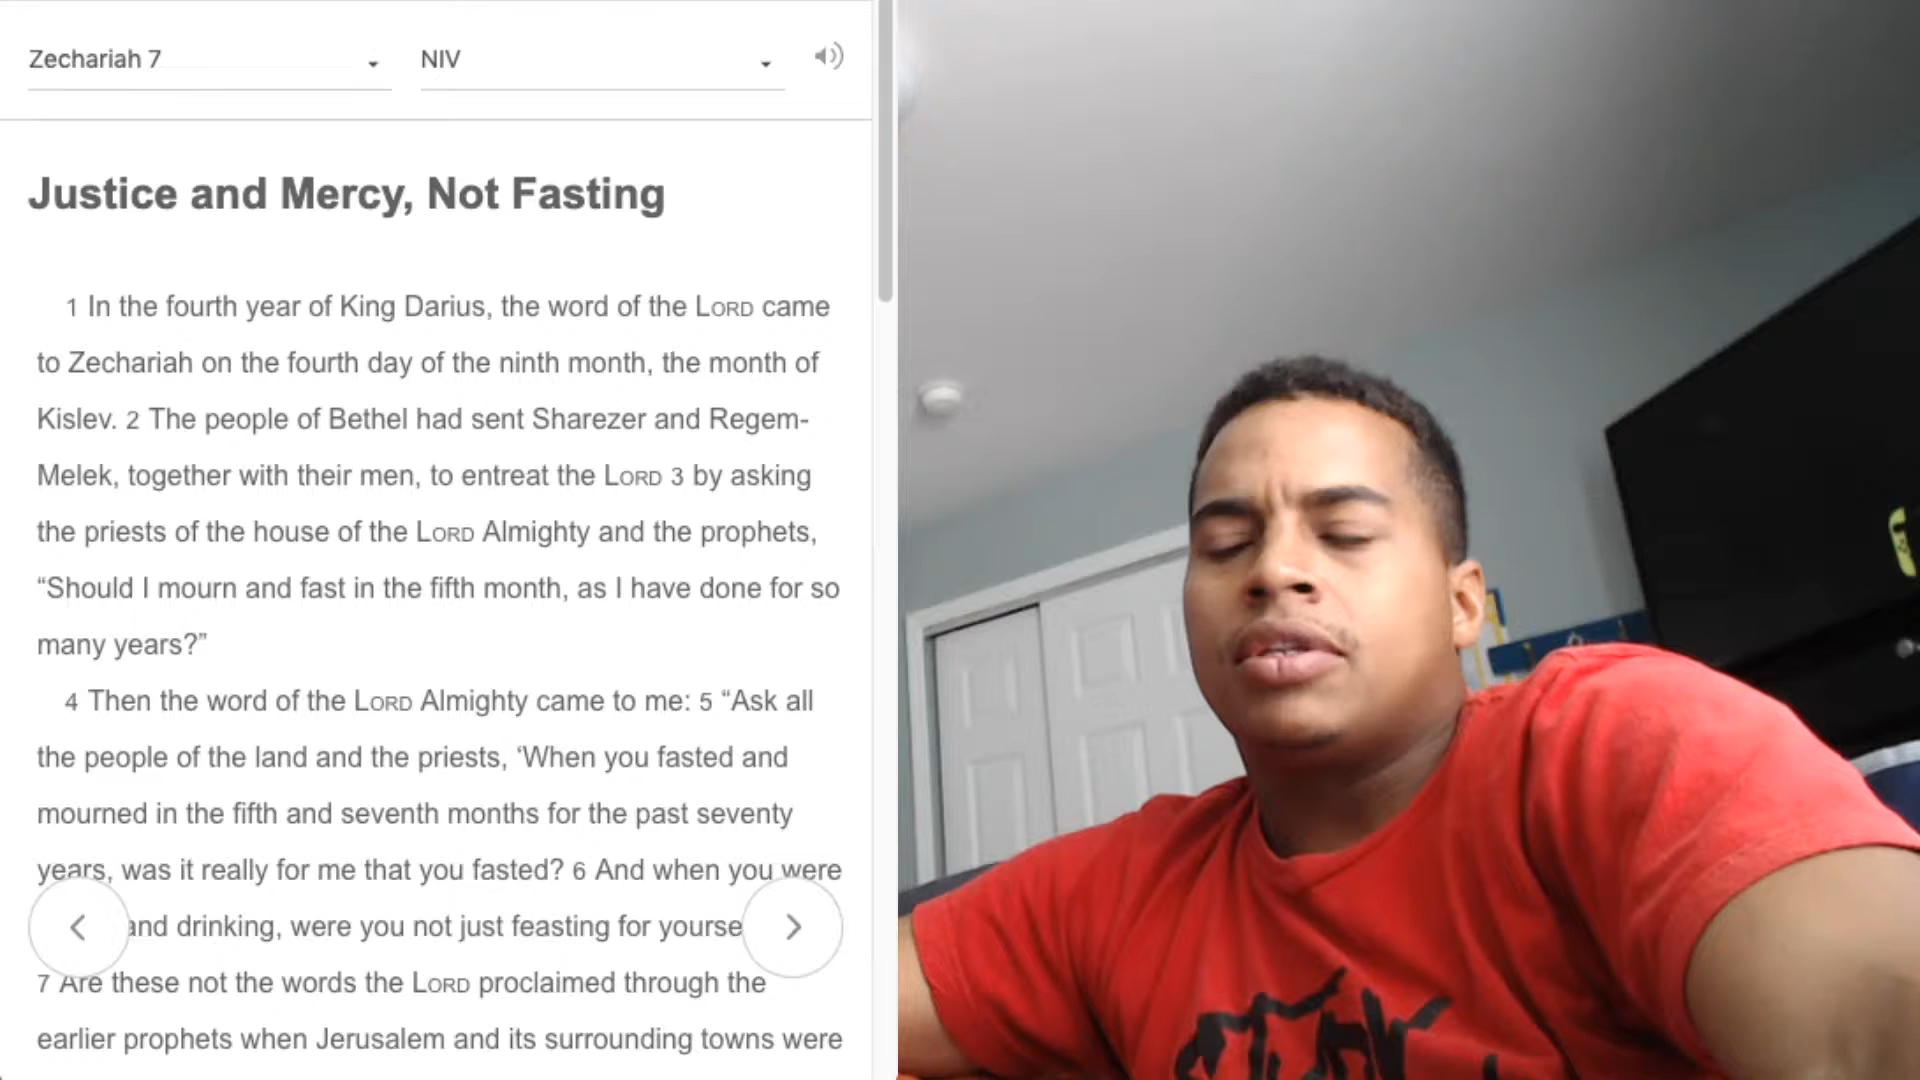 Zechariah 7
NIV
Justice and Mercy, Not Fasting
1 In the fourth year of King Darius, the word of the LORD came
to Zechariah on the fourth day of the ninth month, the month of
Kislev. 2 The people of Bethel had sent Sharezer and Regem-
Melek, together with their men, to entreat the LORD 3 by asking
the priests of the house of the LORD Almighty and the prophets,
“Should I mourn and fast in the fifth month, as I have done for so
many years?”
4 Then the word of the LORD Almighty came to me: 5 “Ask all
the people of the land and the priests, ‘When you fasted and
mourned in the fifth and seventh months for the past seventy
years, was it really for me that you fasted? 6 And when you were
and drinking, were you not just feasting for
7 Are these not the words the LORD proclaimed through the
earlier prophets when Jerusalem and its surrounding towns were